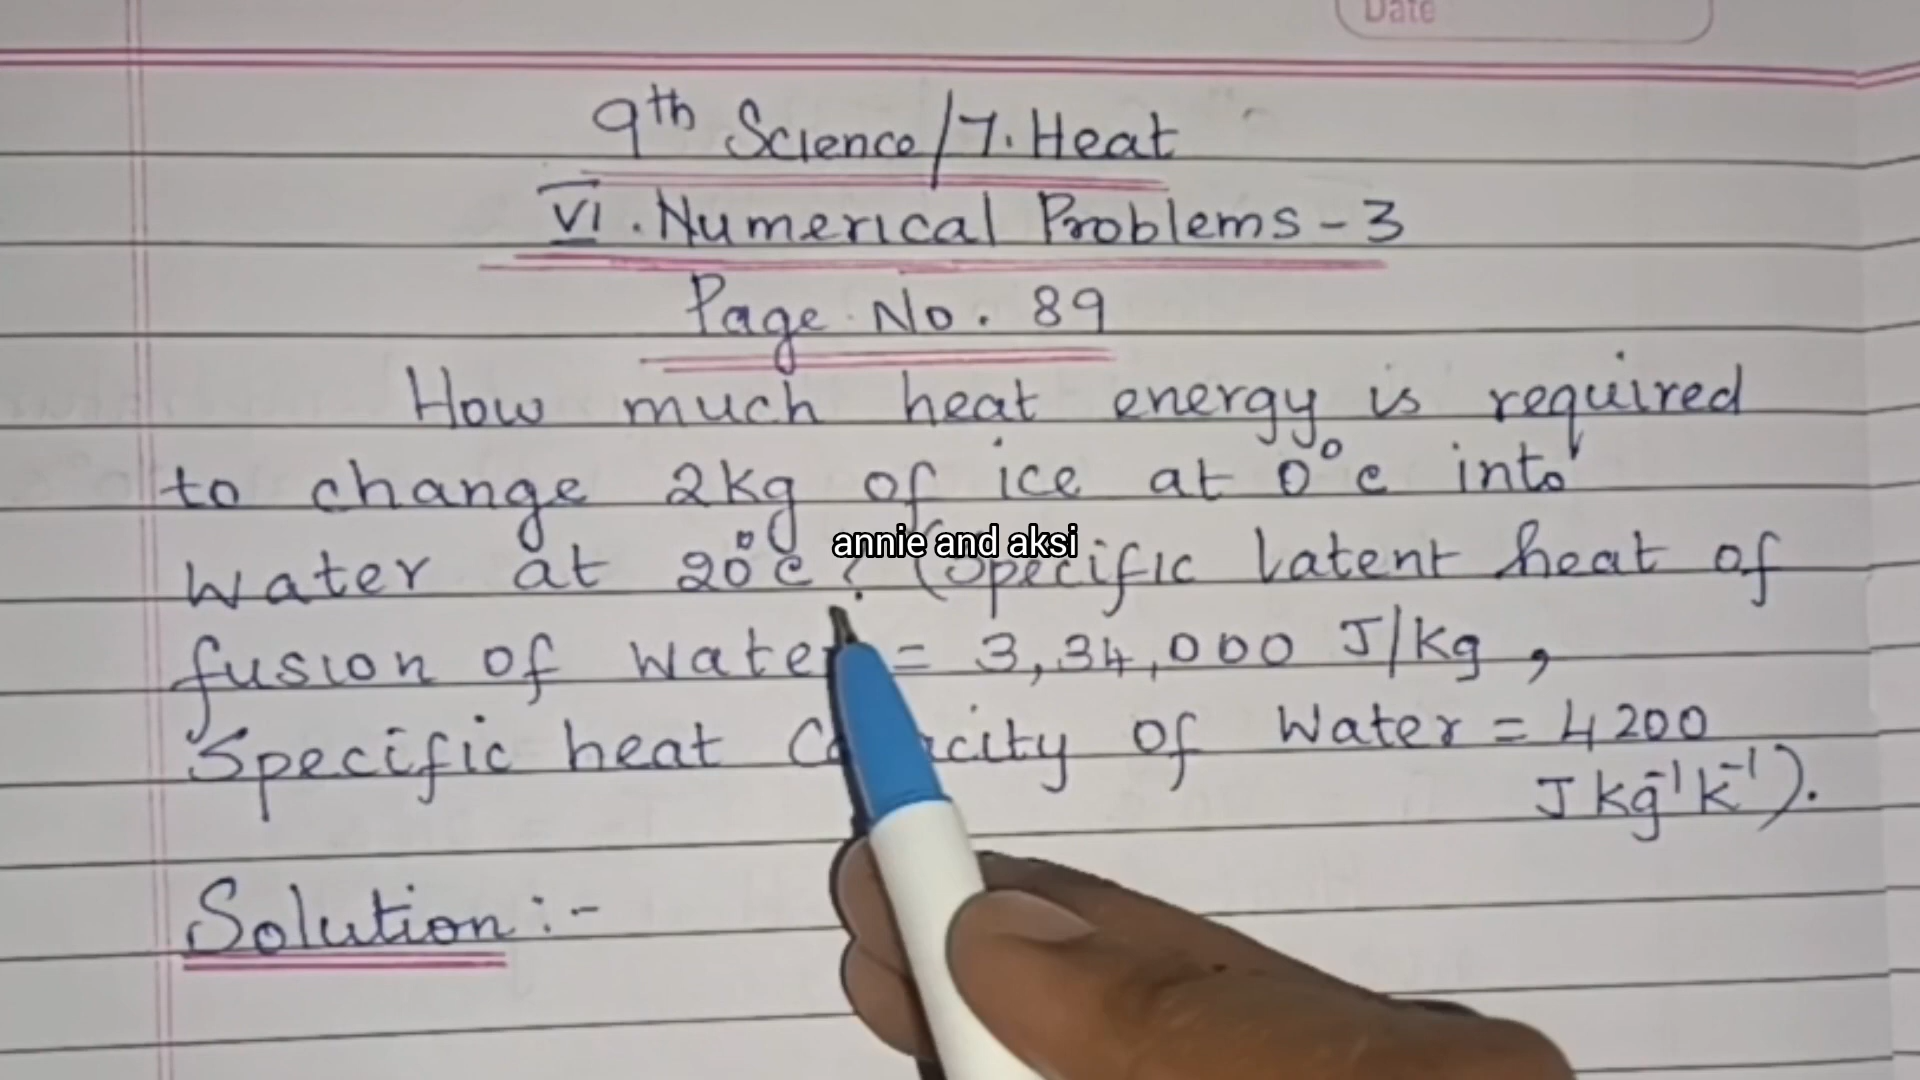 Date
9th Science/7. Heat
VI. Numerical Problems - 3
Page No. 89
How much heat energy is required
to change 2kg of ice at 0°c into
water at 20°c? (Specific latent heat of
annie and aksi
fusion of water = 3,34,000 J/kg,
Specific heat of Water = 4200
J kg⁻¹ k⁻¹).
Solution :-